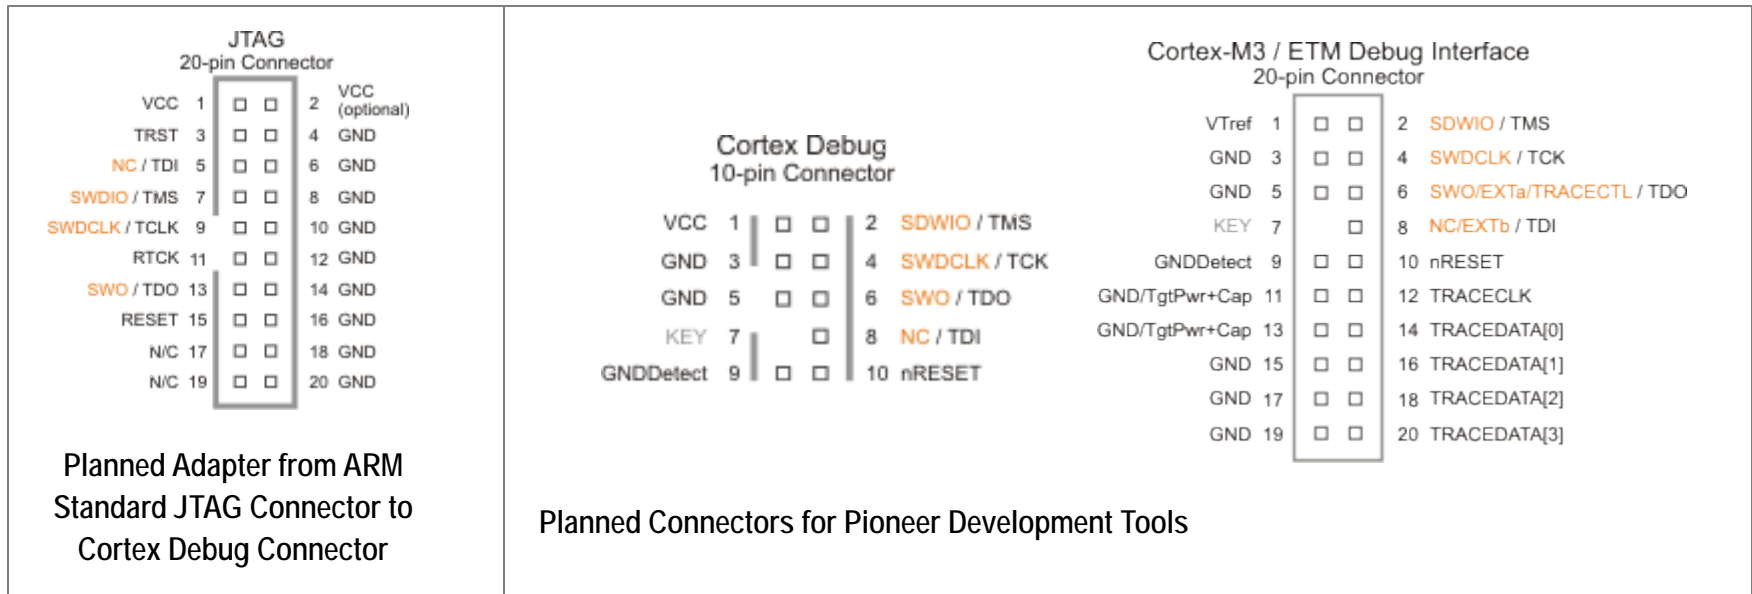 JTAG
20-pin Connector
VCC 1 2 VCC (optional)
TRST 3 4 GND
NC / TDI 5 6 GND
SWDIO / TMS 7 8 GND
SWDCLK / TCLK 9 10 GND
RTCK 11 12 GND
SWO / TDO 13 14 GND
RESET 15 16 GND
N/C 17 18 GND
N/C 19 20 GND
Planned Adapter from ARM
Standard JTAG Connector to
Cortex Debug Connector
Cortex Debug
10-pin Connector
VCC 1 2 SDWIO / TMS
GND 3 4 SWDCLK / TCK
GND 5 6 SWO / TDO
KEY 7 8 NC / TDI
GNDDetect 9 10 nRESET
Cortex-M3 / ETM Debug Interface
20-pin Connector
VTref 1 2 SDWIO / TMS
GND 3 4 SWDCLK / TCK
GND 5 6 SWO/EXTa/TRACECTL / TDO
KEY 7 8 NC/EXTb / TDI
GNDDetect 9 10 nRESET
GND/TgtPwr+Cap 11 12 TRACECLK
GND/TgtPwr+Cap 13 14 TRACEDATA[0]
GND 15 16 TRACEDATA[1]
GND 17 18 TRACEDATA[2]
GND 19 20 TRACEDATA[3]
Planned Connectors for Pioneer Development Tools